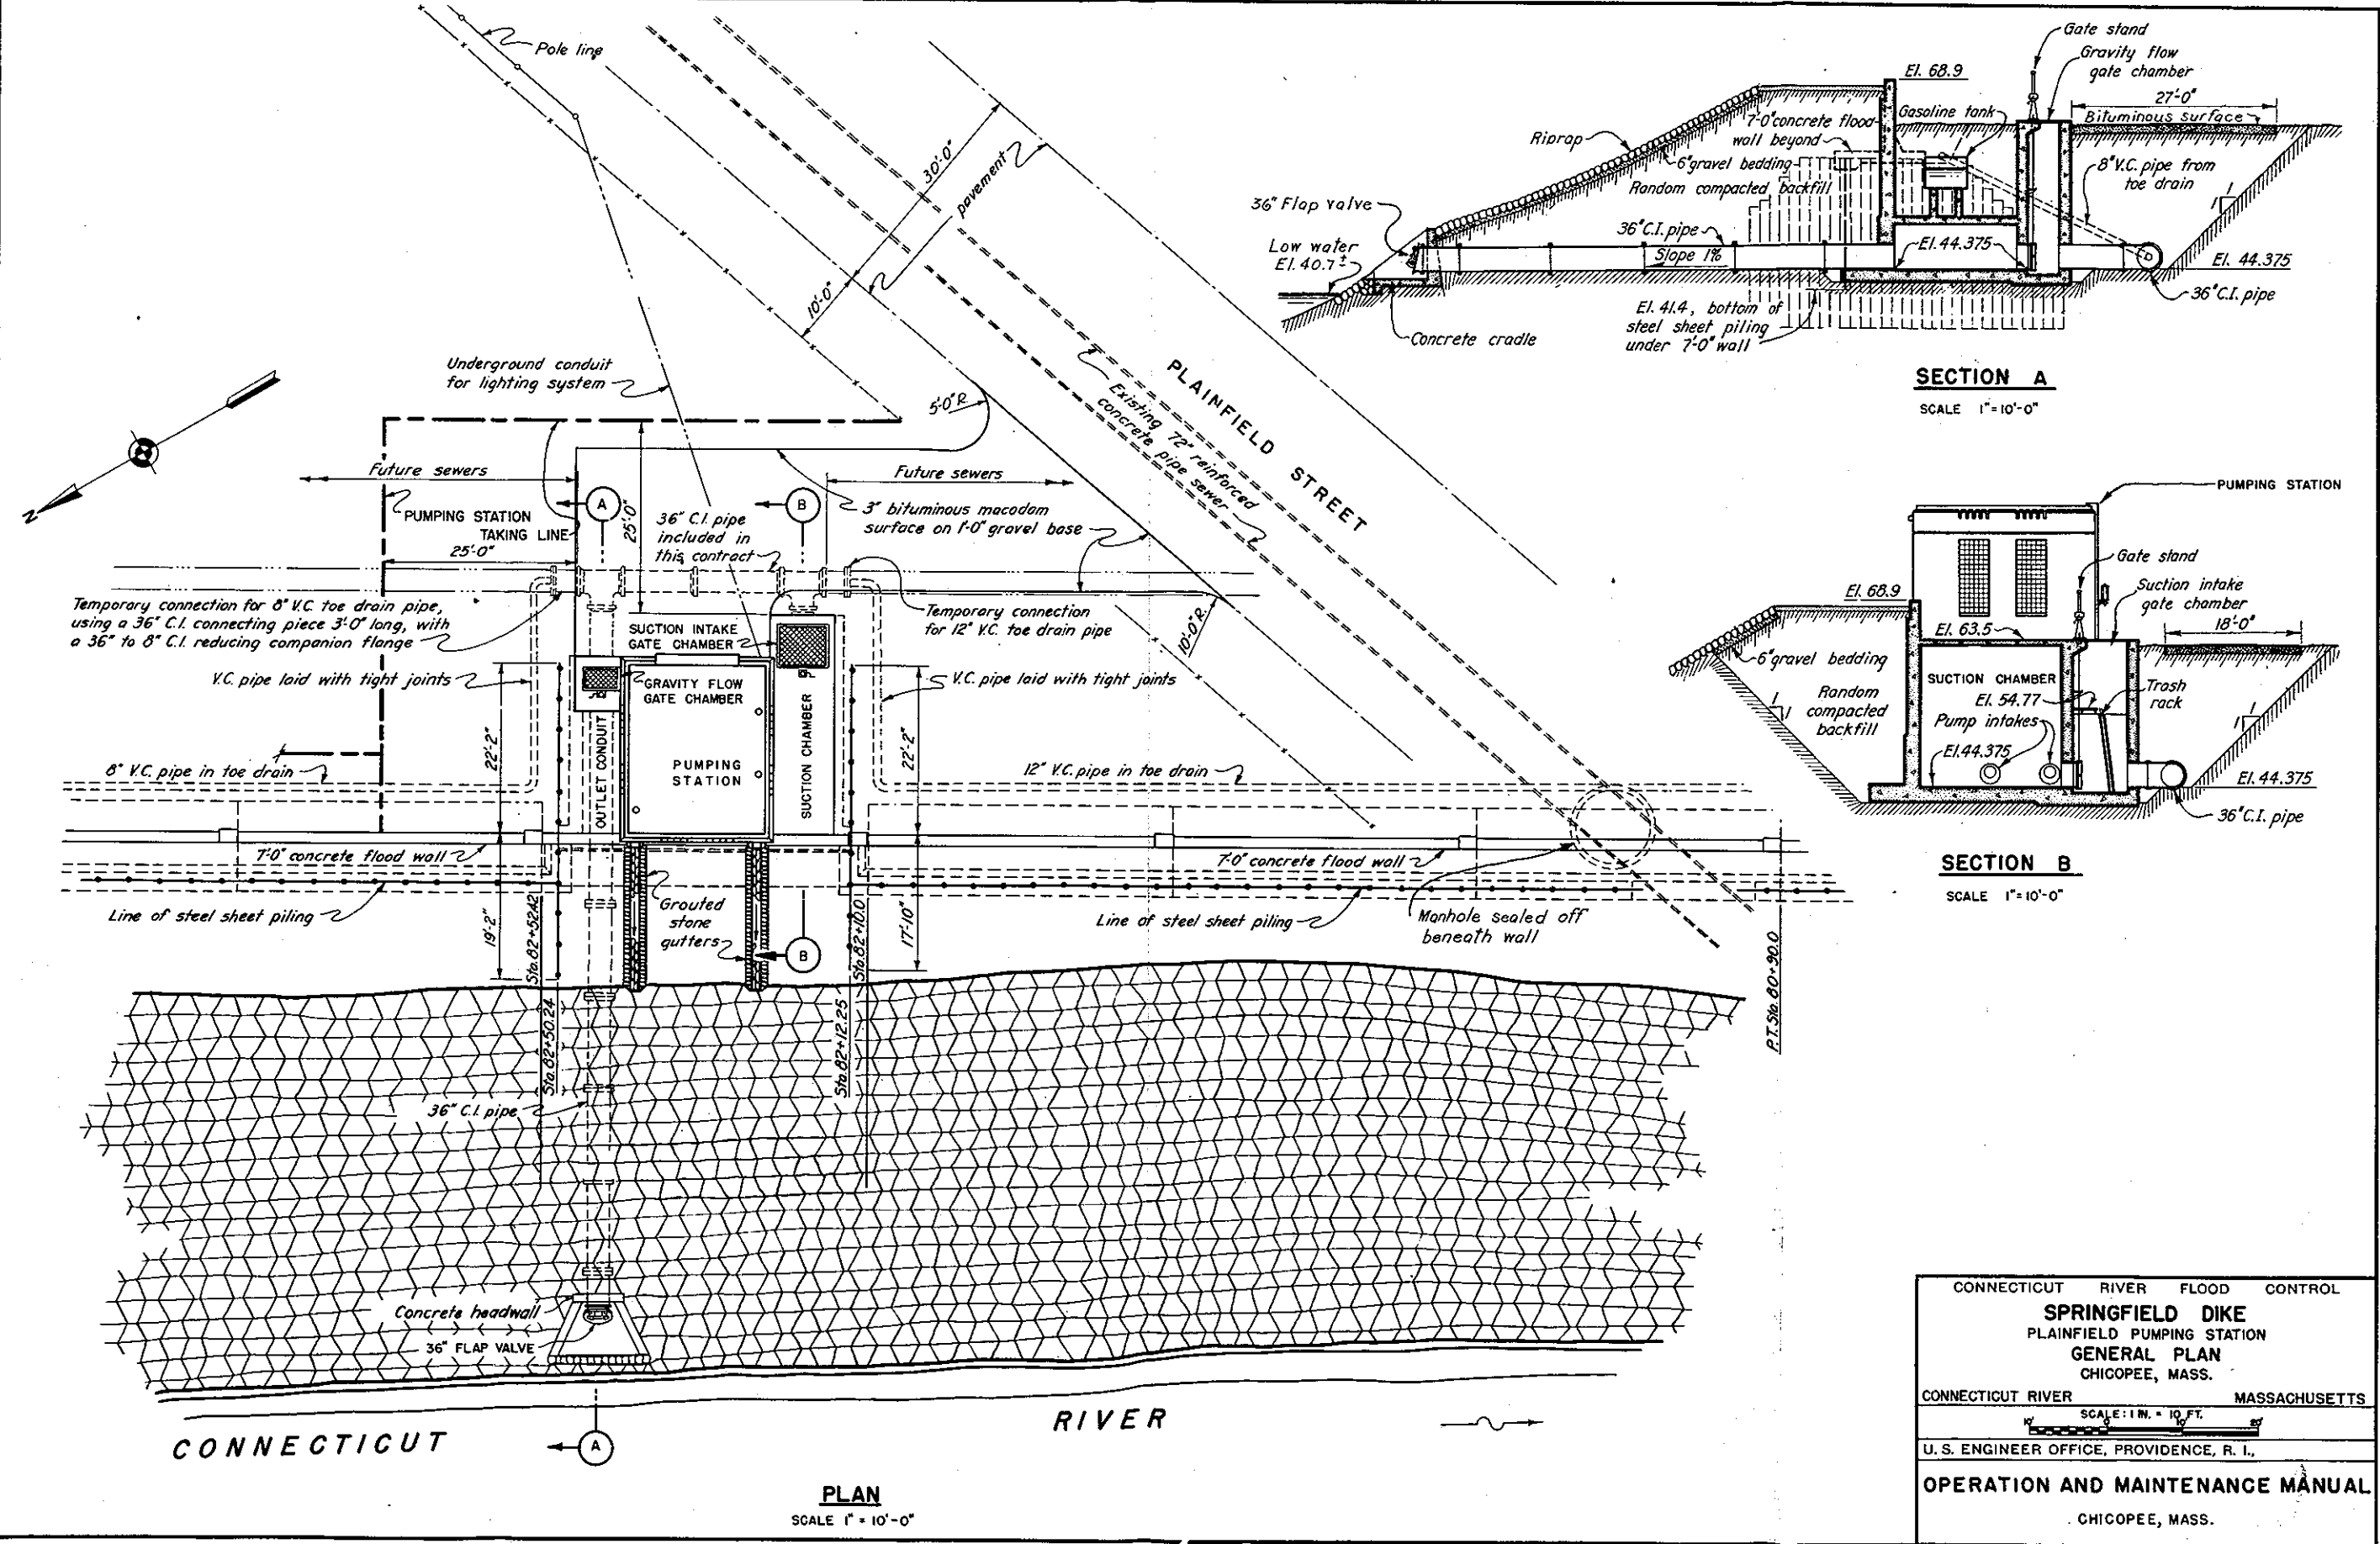 Pole line
30'-0"
pavement
10'-0"
Underground conduit
for lighting system
5'-0" R.
PLAINFIELD STREET
Existing 72" reinforced
concrete pipe sewer
N
Future sewers
Future sewers
PUMPING STATION
TAKING LINE
25'-0"
A
25'-0"
36" C.I. pipe
included in
this contract
B
3" bituminous macadam
surface on 1'-0" gravel base
Temporary connection for 8" V.C. toe drain pipe,
using a 36" C.I. connecting piece 3'-0" long, with
a 36" to 8" C.I. reducing companion flange
SUCTION INTAKE
GATE CHAMBER
Temporary connection
for 12" V.C. toe drain pipe
10'-0" R.
V.C. pipe laid with tight joints
GRAVITY FLOW
GATE CHAMBER
V.C. pipe laid with tight joints
22'-2"
OUTLET CONDUIT
PUMPING
STATION
SUCTION CHAMBER
22'-2"
8" V.C. pipe in toe drain
12" V.C. pipe in toe drain
7'-0" concrete flood wall
7'-0" concrete flood wall
Line of steel sheet piling
19'-2"
Sta. 82+52.42
Grouted
stone
gutters
B
Sta. 82+10.0
17'-10"
Line of steel sheet piling
Manhole sealed off
beneath wall
P.T. Sta. 80+90.0
Sta. 82+50.24
Sta. 82+12.25
36" C.I. pipe
Concrete headwall
36" FLAP VALVE
CONNECTICUT RIVER
A
PLAN
SCALE 1" = 10'-0"
Gate stand
Gravity flow
gate chamber
El. 68.9
27'-0"
Bituminous surface
Gasoline tank
7'-0" concrete flood
wall beyond
Riprap
6" gravel bedding
Random compacted backfill
8" V.C. pipe from
toe drain
1
1
36" Flap valve
36" C.I. pipe
Slope 1%
El. 44.375
Low water
El. 40.7±
El. 44.375
36" C.I. pipe
El. 41.4, bottom of
steel sheet piling
under 7'-0" wall
Concrete cradle
SECTION A
SCALE 1"=10'-0"
PUMPING STATION
Gate stand
Suction intake
gate chamber
El. 68.9
18'-0"
El. 63.5
6" gravel bedding
SUCTION CHAMBER
El. 54.77
Trash
rack
Random
compacted
backfill
1
1
Pump intakes
1
1
El. 44.375
El. 44.375
36" C.I. pipe
SECTION B
SCALE 1"=10'-0"
CONNECTICUT RIVER FLOOD CONTROL
SPRINGFIELD DIKE
PLAINFIELD PUMPING STATION
GENERAL PLAN
CHICOPEE, MASS.
CONNECTICUT RIVER MASSACHUSETTS
SCALE: 1 IN. = 10 FT.
10' 0 10' 20'
U. S. ENGINEER OFFICE, PROVIDENCE, R. I.,
OPERATION AND MAINTENANCE MANUAL
CHICOPEE, MASS.